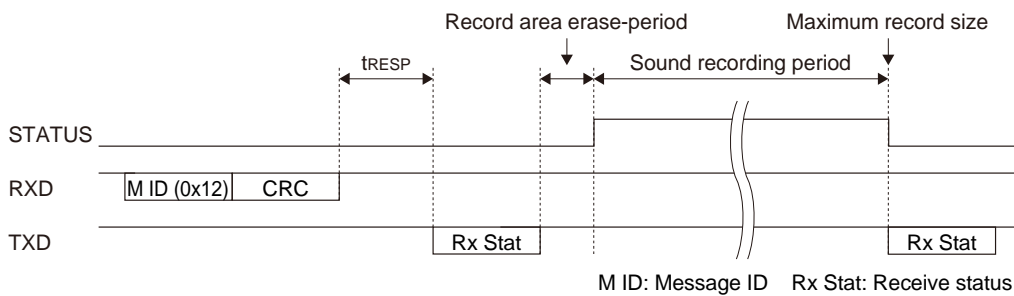 Record area erase-period
Maximum record size
tRESP
Sound recording period
STATUS
RXD
M ID (0x12)
CRC
TXD
Rx Stat
Rx Stat
M ID: Message ID Rx Stat: Receive status